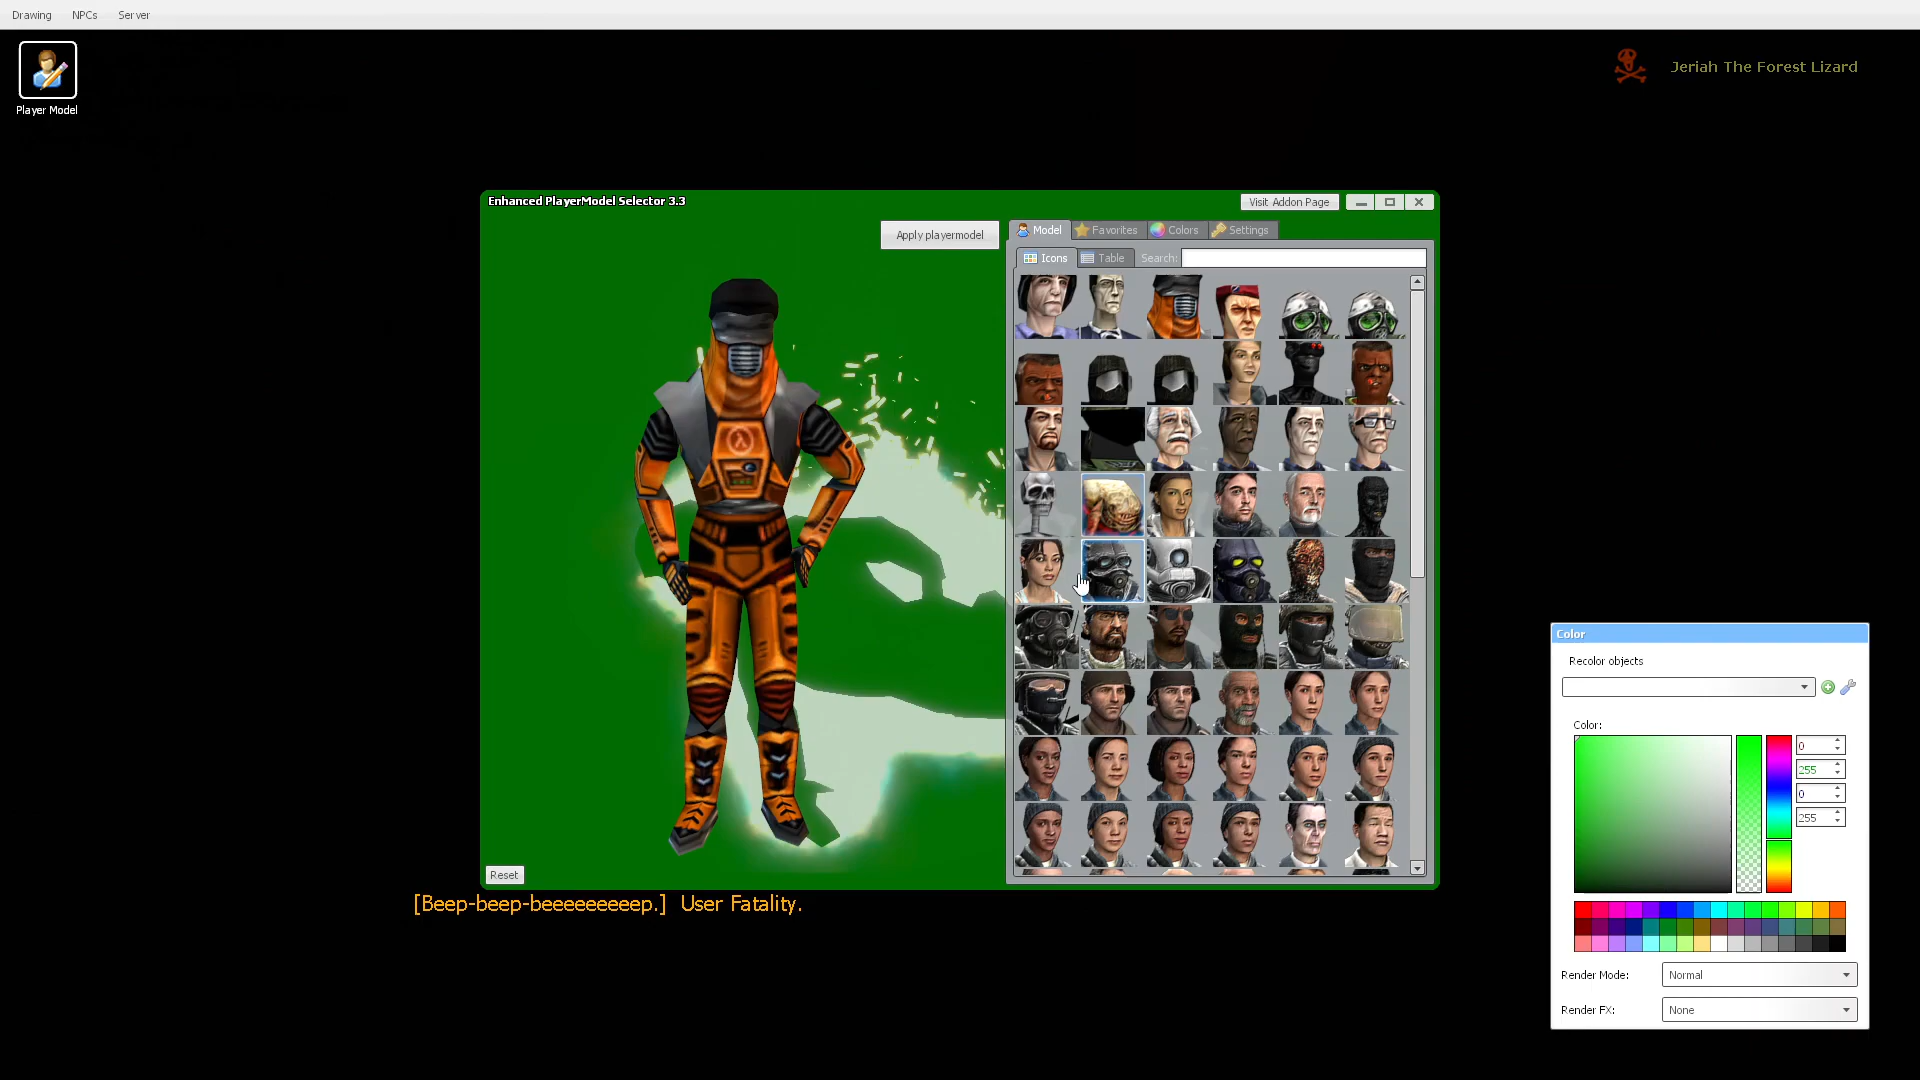 Drawing NPCs Server
Player Model
Jeriah The Forest Lizard
Enhanced PlayerModel Selector 3.3
Visit Addon Page
Apply playermodel
Model Favorites Colors Settings
Icons Table Search:
Reset
[Beep-beep-beeeeeeeeep.] User Fatality.
Color
Recolor objects
Color:
0
255
0
255
Render Mode: Normal
Render FX: None